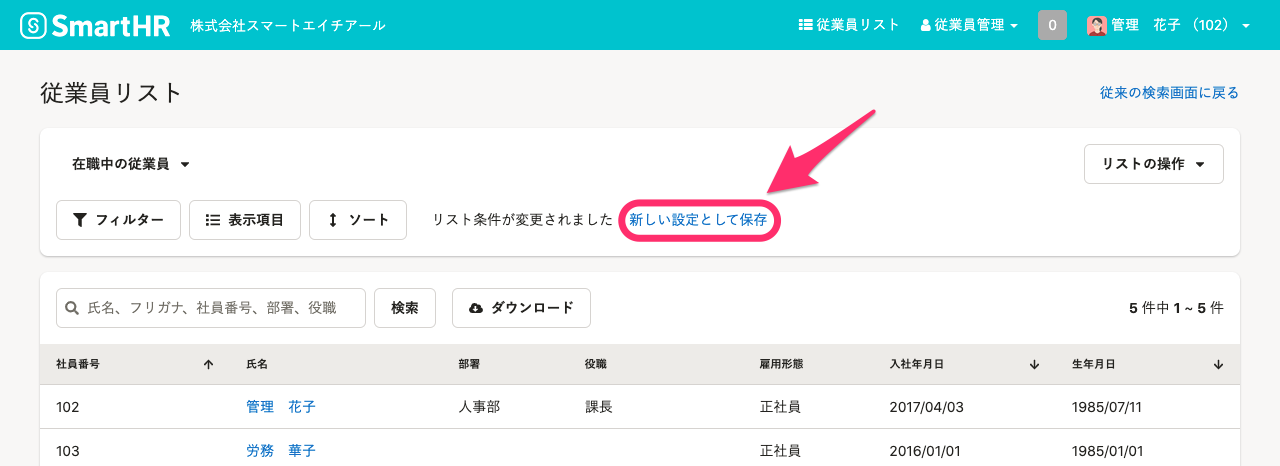 SmartHR 株式会社スマートエイチアール 従業員リスト 従業員管理 0 管理 花子 （102）
従業員リスト 従来の検索画面に戻る
在職中の従業員 リストの操作
フィルター 表示項目 ソート リスト条件が変更されました 新しい設定として保存
氏名、フリガナ、社員番号、部署、役職 検索 ダウンロード 5 件中 1 ~ 5 件
社員番号 氏名 部署 役職 雇用形態 入社年月日 生年月日
102 管理 花子 人事部 課長 正社員 2017/04/03 1985/07/11
103 労務 華子 正社員 2016/01/01 1985/01/01